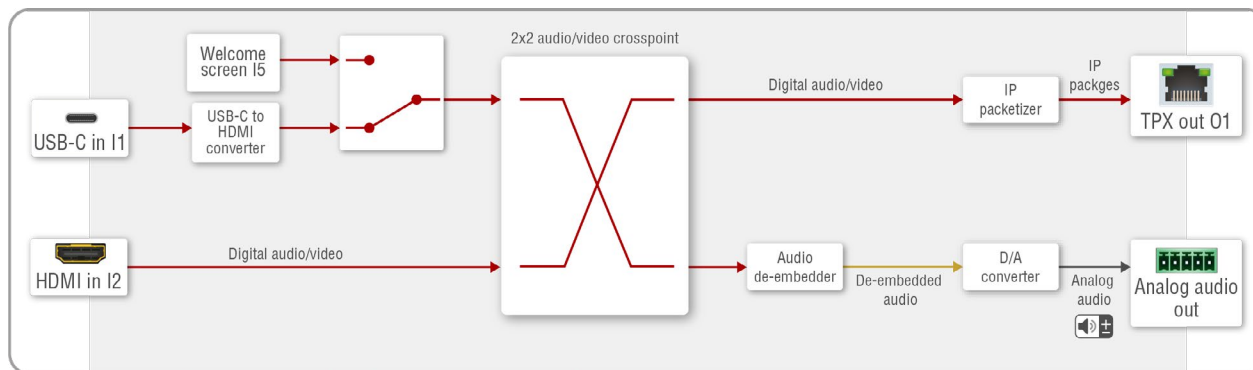 Welcome
screen I5
USB-C in I1
USB-C to
HDMI
converter
2x2 audio/video crosspoint
Digital audio/video
IP
packetizer
IP
packges
TPX out O1
HDMI in I2
Digital audio/video
Audio
de-embedder
De-embedded
audio
D/A
converter
Analog
audio
Analog audio
out